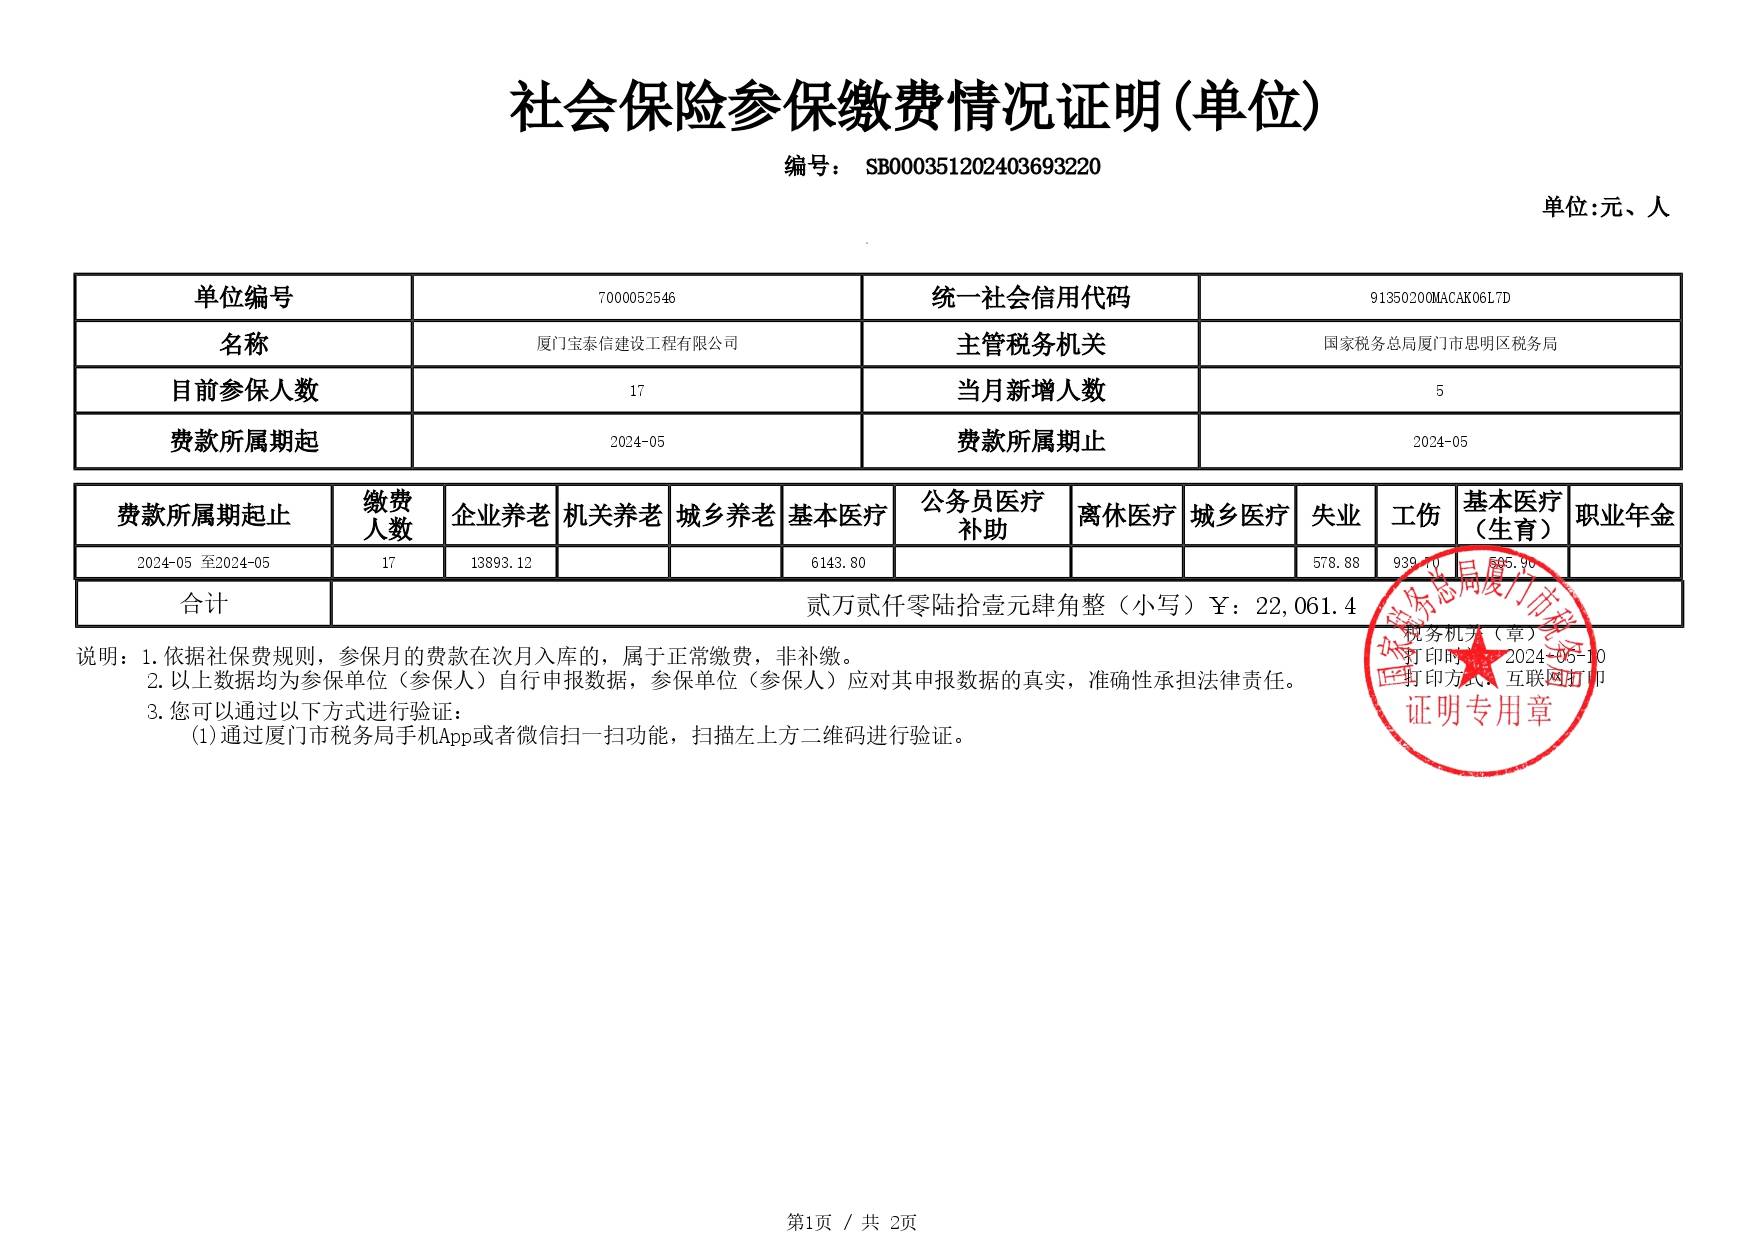 社会保险参保缴费情况证明(单位)
编号： SB000351202403693220
单位:元、人
单位编号 7000052546 统一社会信用代码 91350200MACAK06L7D
名称 厦门宝泰信建设工程有限公司 主管税务机关 国家税务总局厦门市思明区税务局
目前参保人数 17 当月新增人数 5
费款所属期起 2024-05 费款所属期止 2024-05
费款所属期起止 缴费人数 企业养老 机关养老 城乡养老 基本医疗 公务员医疗补助 离休医疗 城乡医疗 失业 工伤 基本医疗（生育） 职业年金
2024-05 至2024-05 17 13893.12 6143.80 578.88 939.70 505.90
合计 贰万贰仟零陆拾壹元肆角整（小写）￥：22,061.4
税务机关（章）
打印时间：2024-05-10
打印方式：互联网打印
国家税务总局厦门市税务局
证明专用章
说明：1.依据社保费规则，参保月的费款在次月入库的，属于正常缴费，非补缴。
2.以上数据均为参保单位（参保人）自行申报数据，参保单位（参保人）应对其申报数据的真实，准确性承担法律责任。
3.您可以通过以下方式进行验证：
(1)通过厦门市税务局手机App或者微信扫一扫功能，扫描左上方二维码进行验证。
第1页 / 共 2页